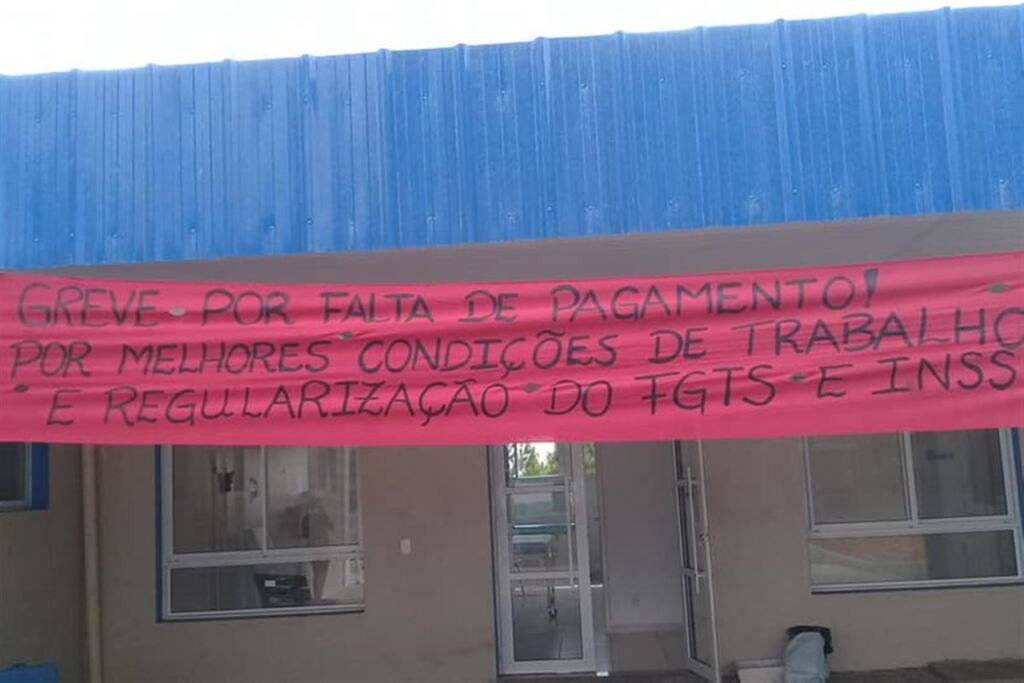 GREVE POR FALTA DE PAGAMENTO!
POR MELHORES CONDIÇÕES DE TRABALHO
E REGULARIZAÇÃO DO FGTS E INSS